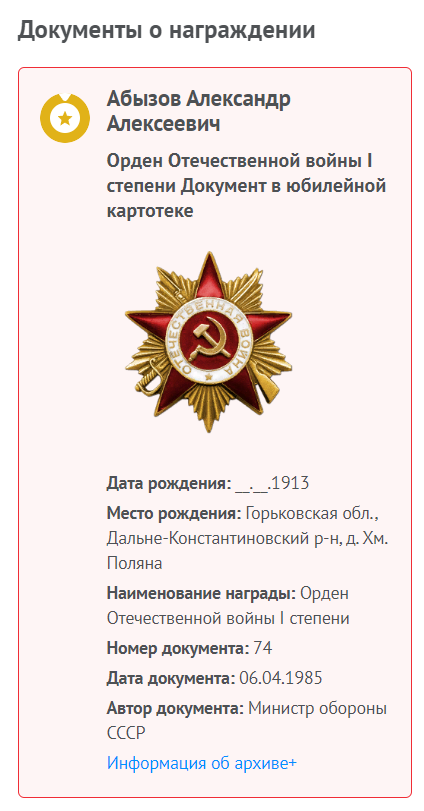 Документы о награждении
Абызов Александр
Алексеевич
Орден Отечественной войны I
степени Документ в юбилейной
картотеке
ОТЕЧЕСТВЕННАЯ ВОЙНА
Дата рождения: __.__.1913
Место рождения: Горьковская обл.,
Дальне-Константиновский р-н, д. Хм.
Поляна
Наименование награды: Орден
Отечественной войны I степени
Номер документа: 74
Дата документа: 06.04.1985
Автор документа: Министр обороны
СССР
Информация об архиве+